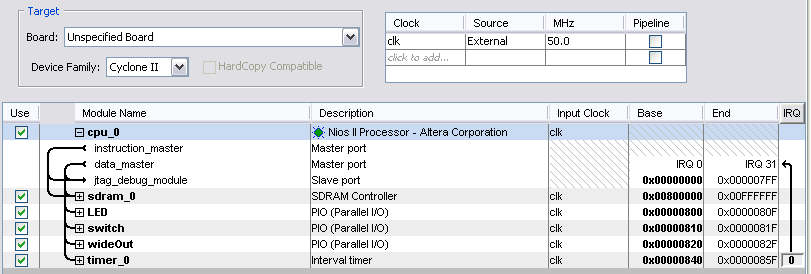 Target
Board: Unspecified Board
Device Family: Cyclone II HardCopy Compatible
Clock Source MHz Pipeline
clk External 50.0
click to add...
Use Module Name Description Input Clock Base End IRQ
cpu_0 Nios II Processor - Altera Corporation clk
instruction_master Master port
data_master Master port IRQ 0 IRQ 31
jtag_debug_module Slave port 0x00000000 0x000007FF
sdram_0 SDRAM Controller clk 0x00800000 0x00FFFFFF
LED PIO (Parallel I/O) clk 0x00000800 0x0000080F
switch PIO (Parallel I/O) clk 0x00000810 0x0000081F
wideOut PIO (Parallel I/O) clk 0x00000820 0x0000082F
timer_0 Interval timer clk 0x00000840 0x0000085F 0